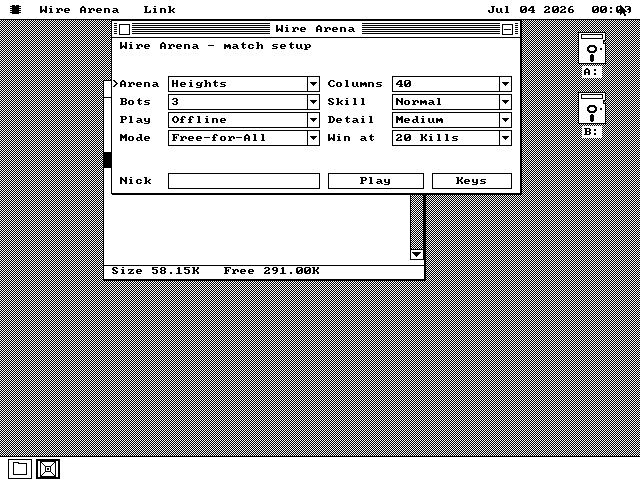 Wire Arena Link Jul 04 2026
Wire Arena
Wire Arena - match setup
>Arena Heights Columns 40
Bots 3 Skill Normal
Play Offline Detail Medium
Mode Free-for-All Win at 20 Kills
Nick Play Keys
Size 58.15K Free 291.00K
A:
B: